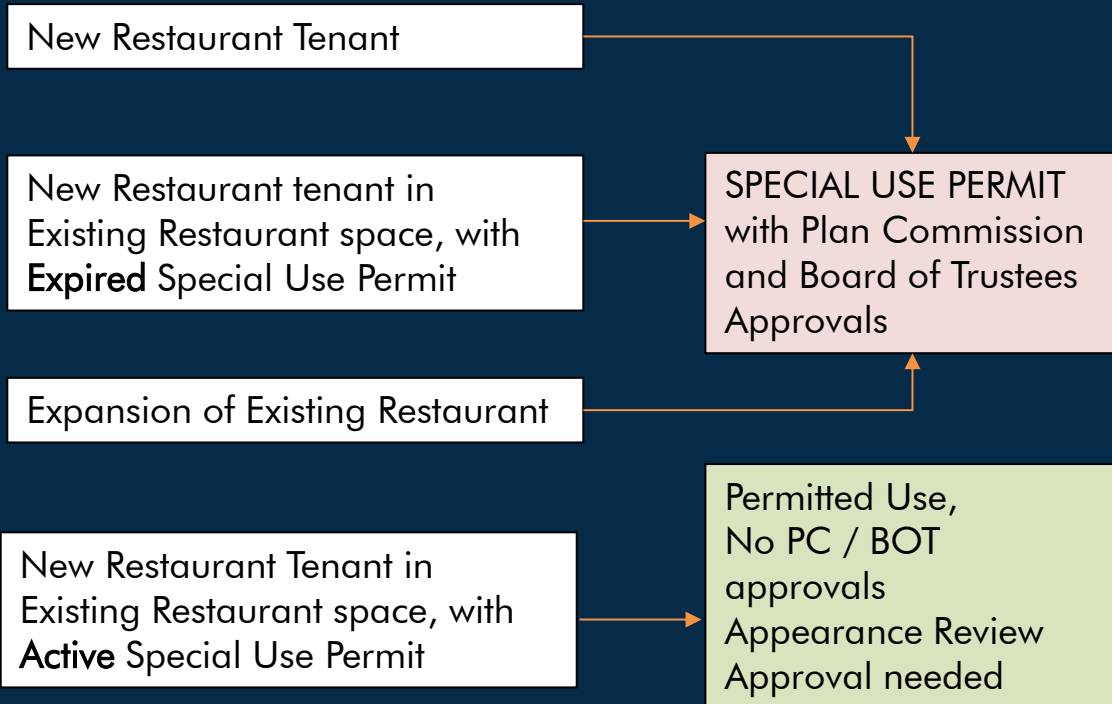 New Restaurant Tenant
New Restaurant tenant in
Existing Restaurant space, with
Expired Special Use Permit
SPECIAL USE PERMIT
with Plan Commission
and Board of Trustees
Approvals
Expansion of Existing Restaurant
New Restaurant Tenant in
Existing Restaurant space, with
Active Special Use Permit
Permitted Use,
No PC / BOT
approvals
Appearance Review
Approval needed